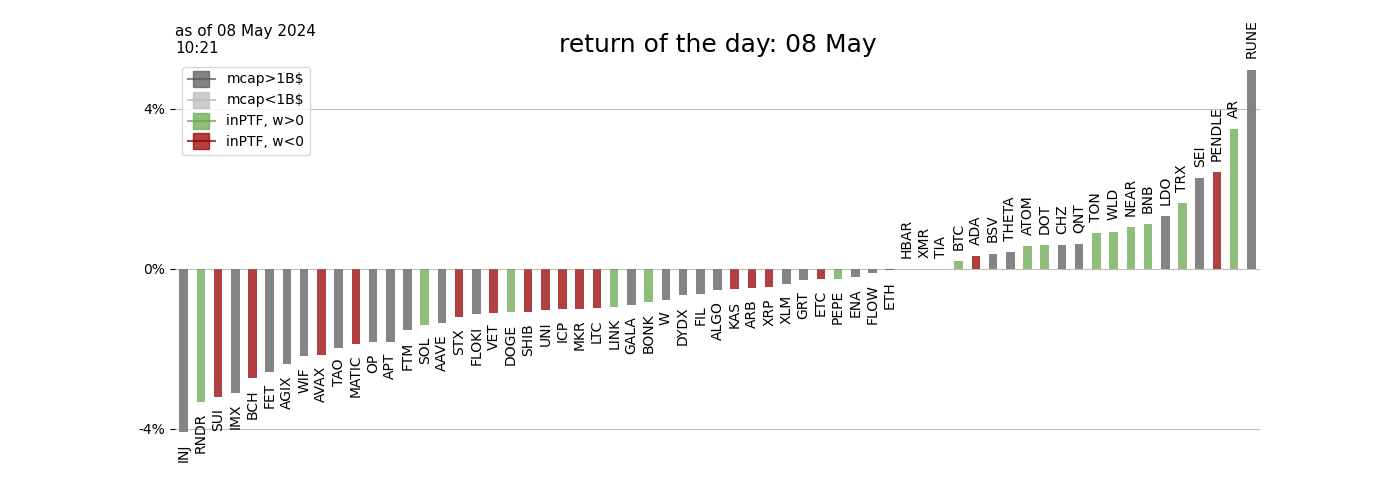 as of 08 May 2024
10:21
return of the day: 08 May
mcap>1B$
mcap<1B$
inPTF, w>0
inPTF, w<0
4%
0%
-4%
INJ
RNDR
SUI
IMX
BCH
FET
AGIX
WIF
AVAX
TAO
MATIC
OP
APT
FTM
SOL
AAVE
STX
FLOKI
VET
DOGE
SHIB
UNI
ICP
MKR
LTC
LINK
GALA
BONK
W
DYDX
FIL
ALGO
KAS
ARB
XRP
XLM
GRT
ETC
PEPE
ENA
FLOW
ETH
HBAR
XMR
TIA
BTC
ADA
BSV
THETA
ATOM
DOT
CHZ
QNT
TON
WLD
NEAR
BNB
LDO
TRX
SEI
PENDLE
AR
RUNE